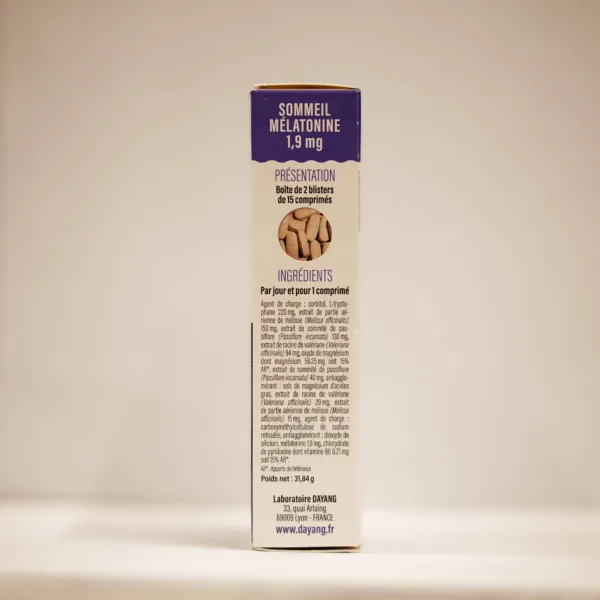 SOMMEIL
MÉLATONINE
1,9 mg
PRÉSENTATION
Boîte de 2 blisters
de 15 comprimés
INGRÉDIENTS
Par jour et pour 1 comprimé
Agent de charge : sorbitol, L-trypto-
phane 220 mg, extrait de partie aé-
rienne de mélisse (Melissa officinalis)
150 mg, extrait de sommité de pas-
siflore (Passiflore incarnata) 130 mg,
extrait de racine de valériane (Valeriana
officinalis) 94 mg, oxyde de magnésium
dont magnésium 56,25 mg soit 15%
AR*, extrait de sommité de passiflore
(Passiflore incarnata) 40 mg, antiagglo-
mérant : sels de magnésium d'acides
gras, extrait de racine de valériane
(Valeriana officinalis) 20 mg, extrait
de partie aérienne de mélisse (Melissa
officinalis) 15 mg, agent de charge :
carboxyméthylcellulose de sodium
réticulée, antiagglomérant : dioxyde de
silicium, mélatonine 1,9 mg, chlorhydrate
de pyridoxine dont vitamine B6 0,21 mg
soit 15% AR*.
AR* : Apports de Référence
Poids net : 31,84 g
Laboratoire DAYANG
33, quai Arloing
69009 Lyon - FRANCE
www.dayang.fr